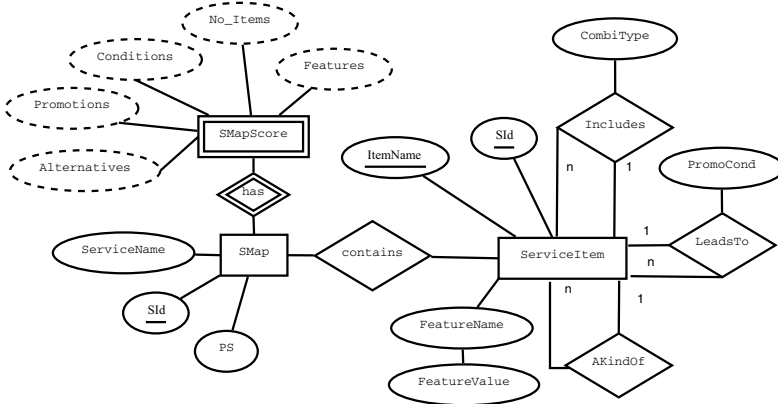 No_Items
CombiType
Conditions
Features
Promotions
SMapScore
Includes
SId
Alternatives
ItemName
n
1
PromoCond
has
ServiceName
SMap
contains
ServiceItem
1
LeadsTo
n
SId
n
1
FeatureName
PS
AKindOf
FeatureValue